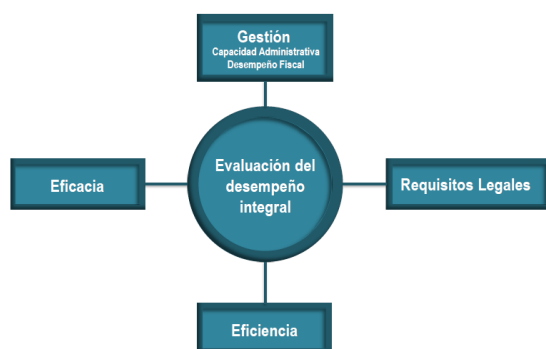 Gestión
Capacidad Administrativa
Desempeño Fiscal
Eficacia
Evaluación del
desempeño
integral
Requisitos Legales
Eficiencia